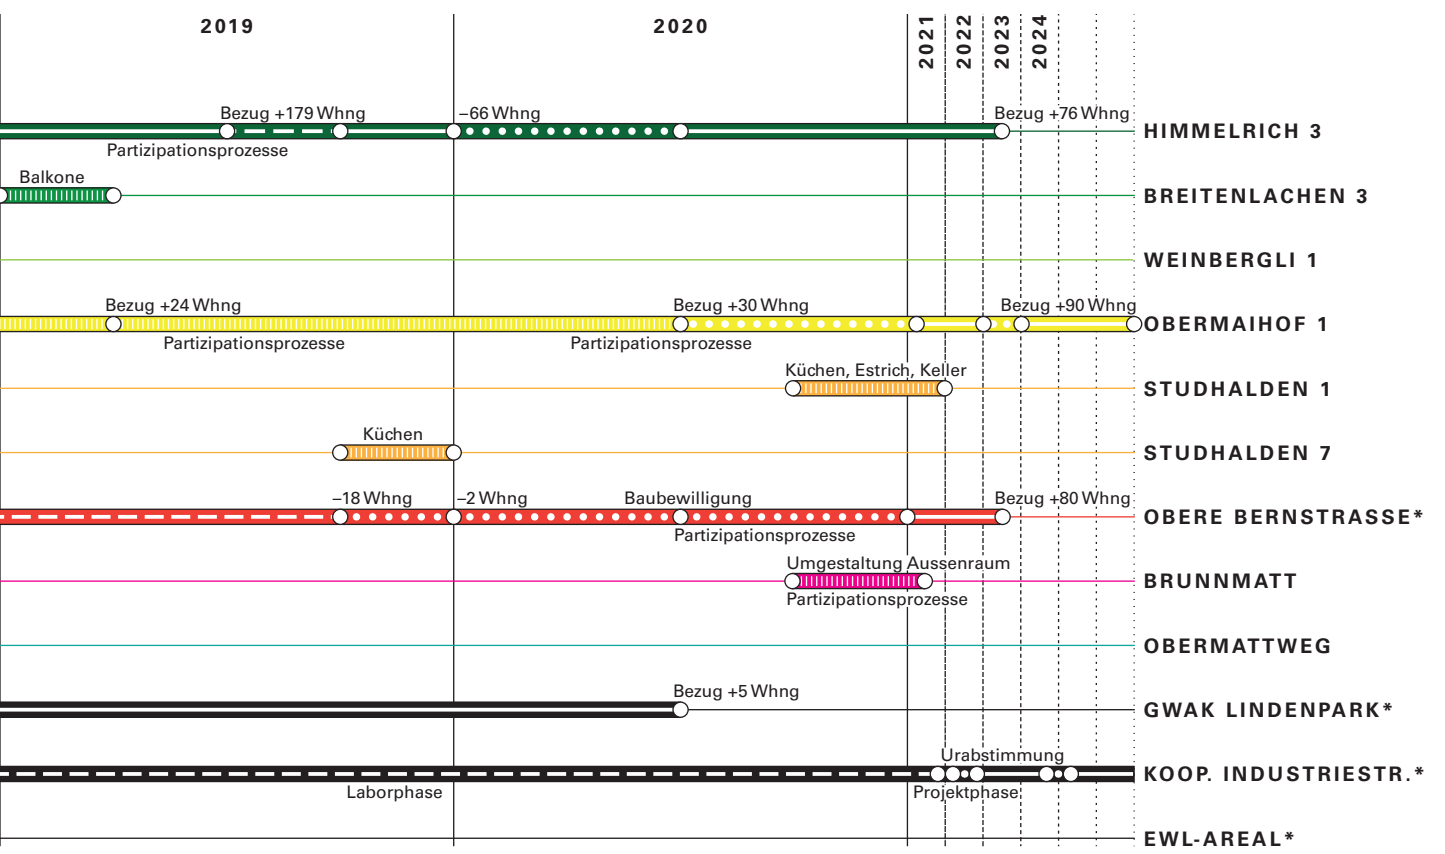 2019
2020
2021
2022
2023
2024
Bezug +179 Whng
–66 Whng
Bezug +76 Whng
HIMMELRICH 3
Partizipationsprozesse
Balkone
BREITENLACHEN 3
WEINBERGLI 1
Bezug +24 Whng
Bezug +30 Whng
Bezug +90 Whng
OBERMAIHOF 1
Partizipationsprozesse
Partizipationsprozesse
Küchen, Estrich, Keller
STUDHALDEN 1
Küchen
STUDHALDEN 7
–18 Whng
–2 Whng
Baubewilligung
Bezug +80 Whng
OBERE BERNSTRASSE*
Partizipationsprozesse
Umgestaltung Aussenraum
BRUNNMATT
Partizipationsprozesse
OBERMATTWEG
Bezug +5 Whng
GWAK LINDENPARK*
Urabstimmung
KOOP. INDUSTRIESTR.*
Laborphase
Projektphase
EWL-AREAL*